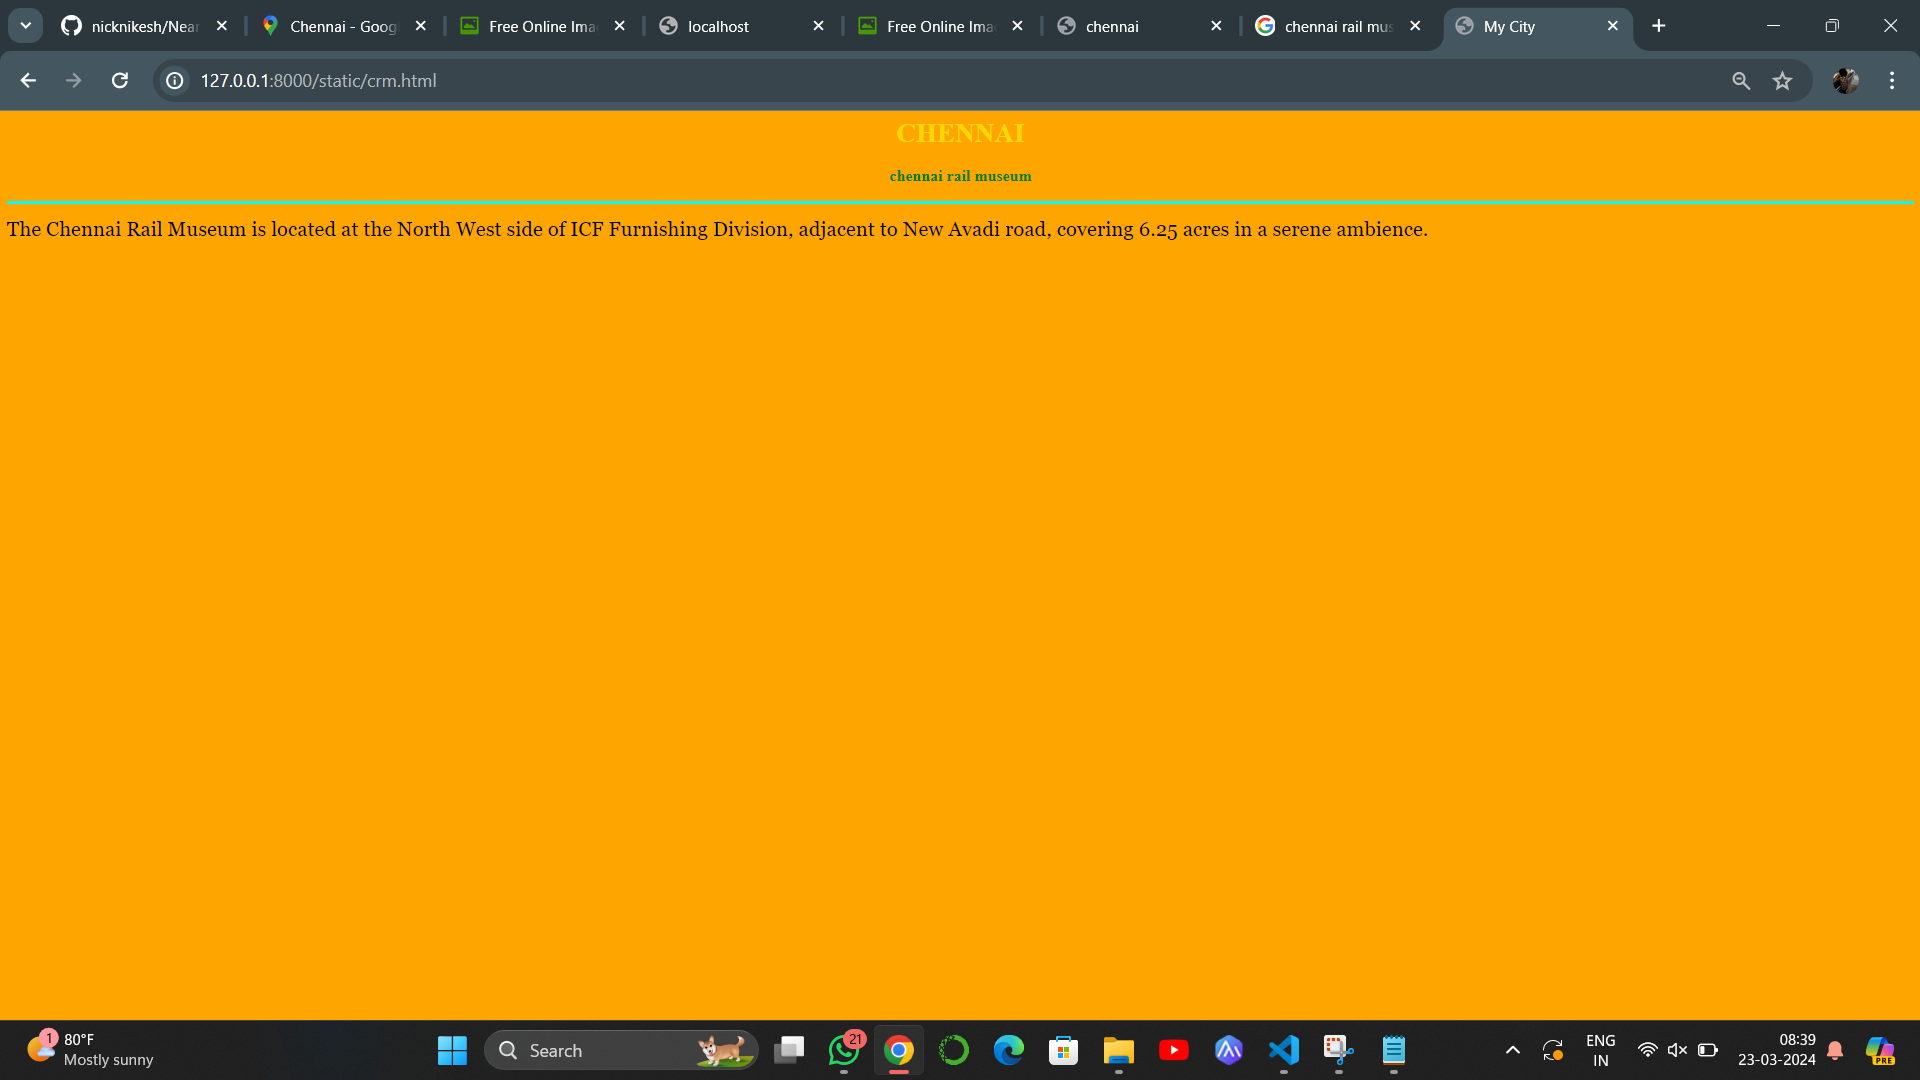 nicknikesh/Near
Chennai - Goog
Free Online Ima
localhost
Free Online Ima
chennai
chennai rail mus
My City
127.0.0.1:8000/static/crm.html
CHENNAI
chennai rail museum
The Chennai Rail Museum is located at the North West side of ICF Furnishing Division, adjacent to New Avadi road, covering 6.25 acres in a serene ambience.
1
80°F
Mostly sunny
Search
21
ENG
IN
08:39
23-03-2024
PRE